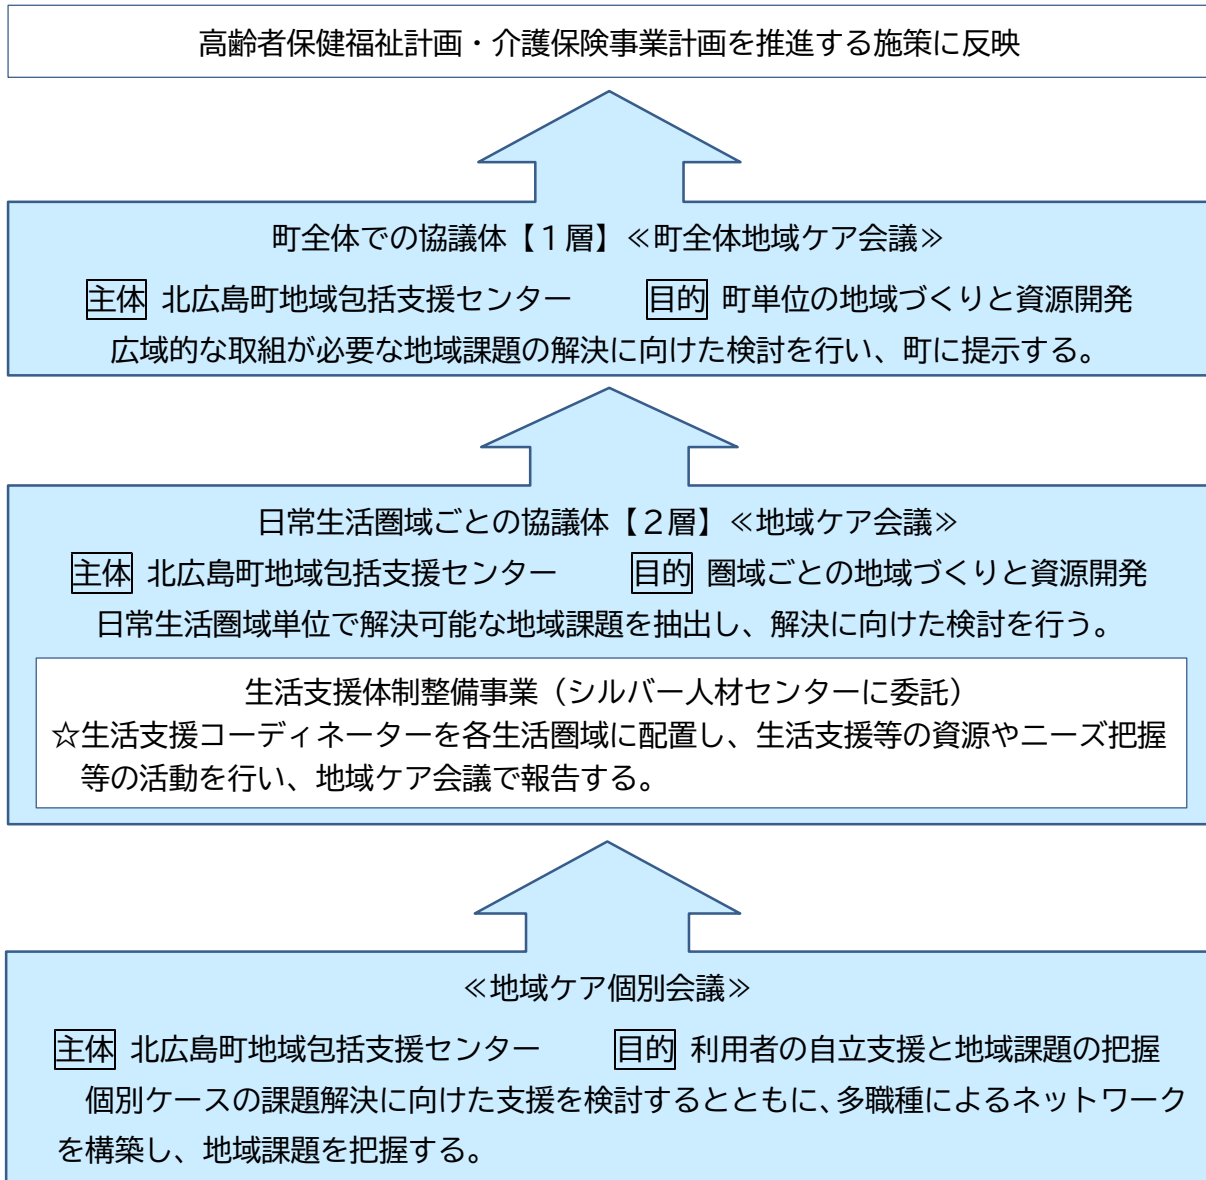 高齢者保健福祉計画・介護保険事業計画を推進する施策に反映
町全体での協議体【１層】≪町全体地域ケア会議≫
主体 北広島町地域包括支援センター 目的 町単位の地域づくりと資源開発
広域的な取組が必要な地域課題の解決に向けた検討を行い、町に提示する。
日常生活圏域ごとの協議体【２層】≪地域ケア会議≫
主体 北広島町地域包括支援センター 目的 圏域ごとの地域づくりと資源開発
日常生活圏域単位で解決可能な地域課題を抽出し、解決に向けた検討を行う。
生活支援体制整備事業（シルバー人材センターに委託）
☆生活支援コーディネーターを各生活圏域に配置し、生活支援等の資源やニーズ把握
等の活動を行い、地域ケア会議で報告する。
≪地域ケア個別会議≫
主体 北広島町地域包括支援センター 目的 利用者の自立支援と地域課題の把握
個別ケースの課題解決に向けた支援を検討するとともに、多職種によるネットワーク
を構築し、地域課題を把握する。